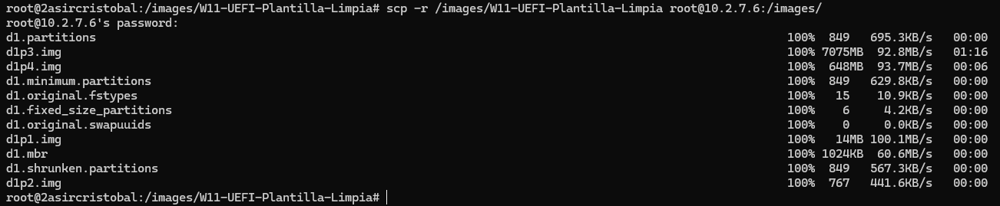 root@2asircristobal:/images/W11-UEFI-Plantilla-Limpia# scp -r /images/W11-UEFI-Plantilla-Limpia root@10.2.7.6:/images/
root@10.2.7.6's password:
d1.partitions 100% 849 695.3KB/s 00:00
d1p3.img 100% 7075MB 92.8MB/s 01:16
d1p4.img 100% 648MB 93.7MB/s 00:06
d1.minimum.partitions 100% 849 629.8KB/s 00:00
d1.original.fstypes 100% 15 10.9KB/s 00:00
d1.fixed_size_partitions 100% 6 4.2KB/s 00:00
d1.original.swapuuids 100% 0 0.0KB/s 00:00
d1p1.img 100% 14MB 100.1MB/s 00:00
d1.mbr 100% 1024KB 60.6MB/s 00:00
d1.shrunken.partitions 100% 849 567.3KB/s 00:00
d1p2.img 100% 767 441.6KB/s 00:00
root@2asircristobal:/images/W11-UEFI-Plantilla-Limpia#